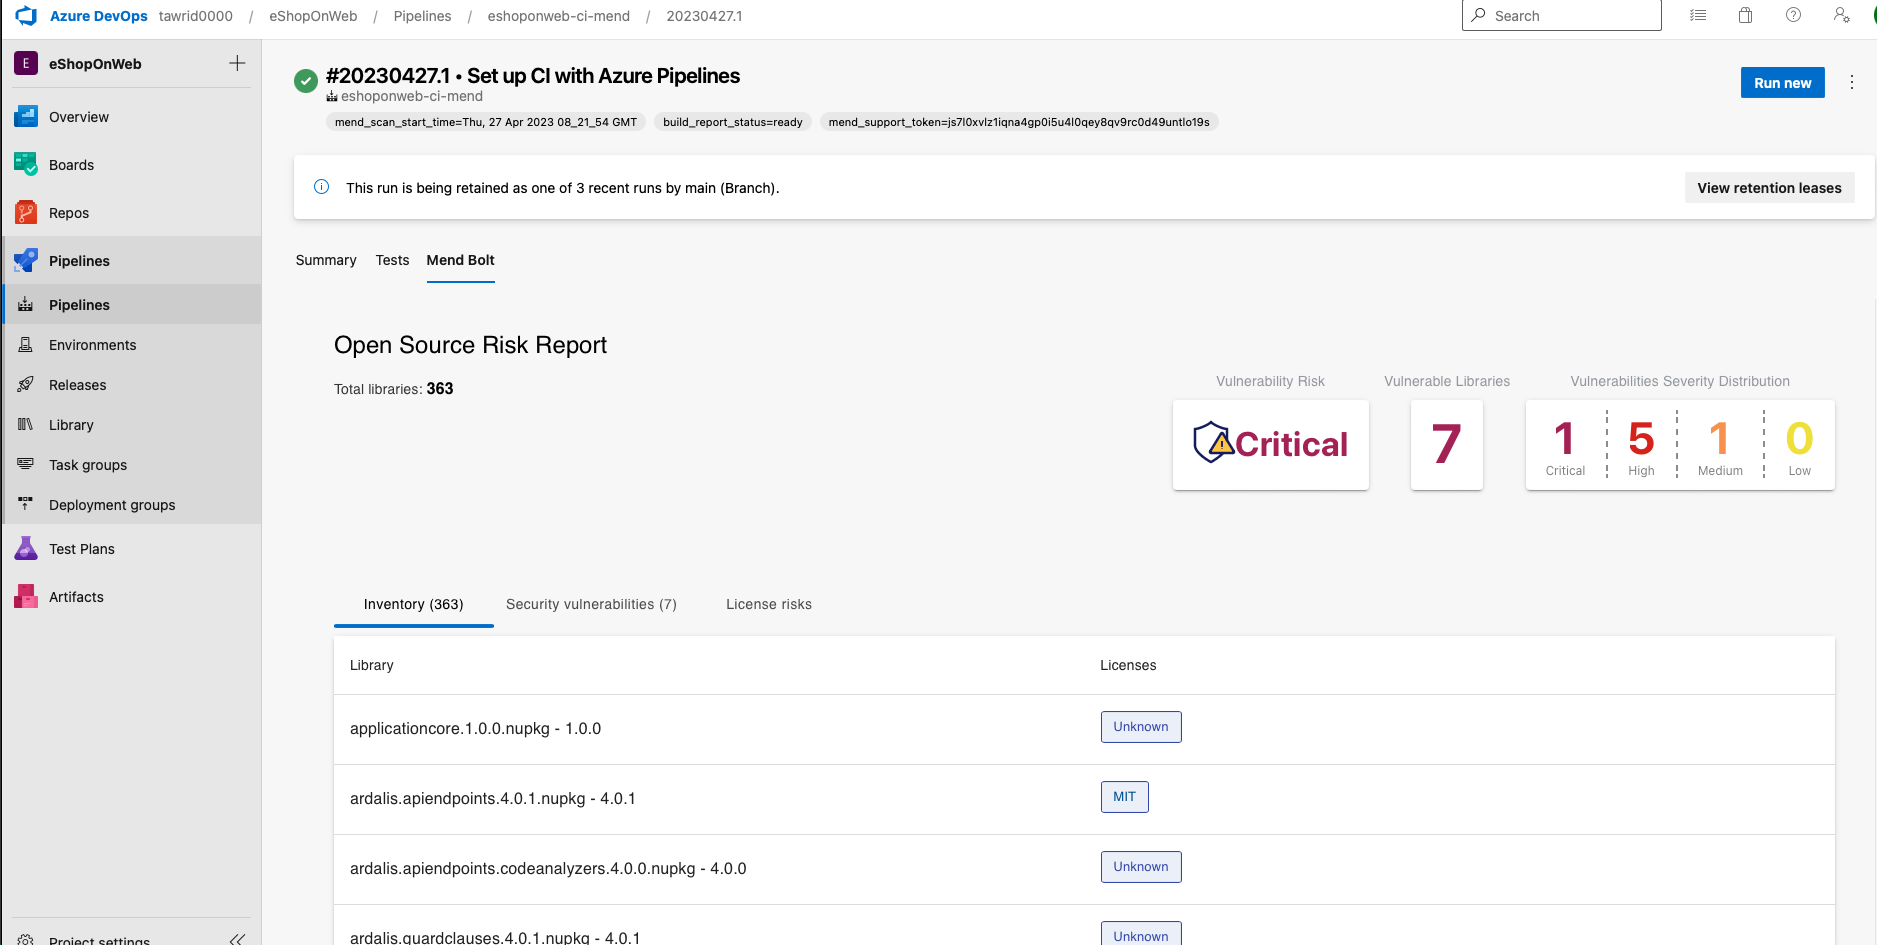 Azure DevOps tawrid0000 / eShopOnWeb / Pipelines / eshoponweb-ci-mend / 20230427.1
Search
E eShopOnWeb
Overview
Boards
Repos
Pipelines
Pipelines
Environments
Releases
Library
Task groups
Deployment groups
Test Plans
Artifacts
Project settings
#20230427.1 • Set up CI with Azure Pipelines
eshoponweb-ci-mend
mend_scan_start_time=Thu, 27 Apr 2023 08_21_54 GMT build_report_status=ready mend_support_token=js7l0xvlz1iqna4gp0i5u4l0qey8qv9rc0d49untlo19s
Run new
This run is being retained as one of 3 recent runs by main (Branch).
View retention leases
Summary Tests Mend Bolt
Open Source Risk Report
Total libraries: 363
Vulnerability Risk
Critical
Vulnerable Libraries
7
Vulnerabilities Severity Distribution
1 5 1 0
Critical High Medium Low
Inventory (363) Security vulnerabilities (7) License risks
Library Licenses
applicationcore.1.0.0.nupkg - 1.0.0 Unknown
ardalis.apiendpoints.4.0.1.nupkg - 4.0.1 MIT
ardalis.apiendpoints.codeanalyzers.4.0.0.nupkg - 4.0.0 Unknown
ardalis.guardclauses.4.0.1.nupkg - 4.0.1 Unknown